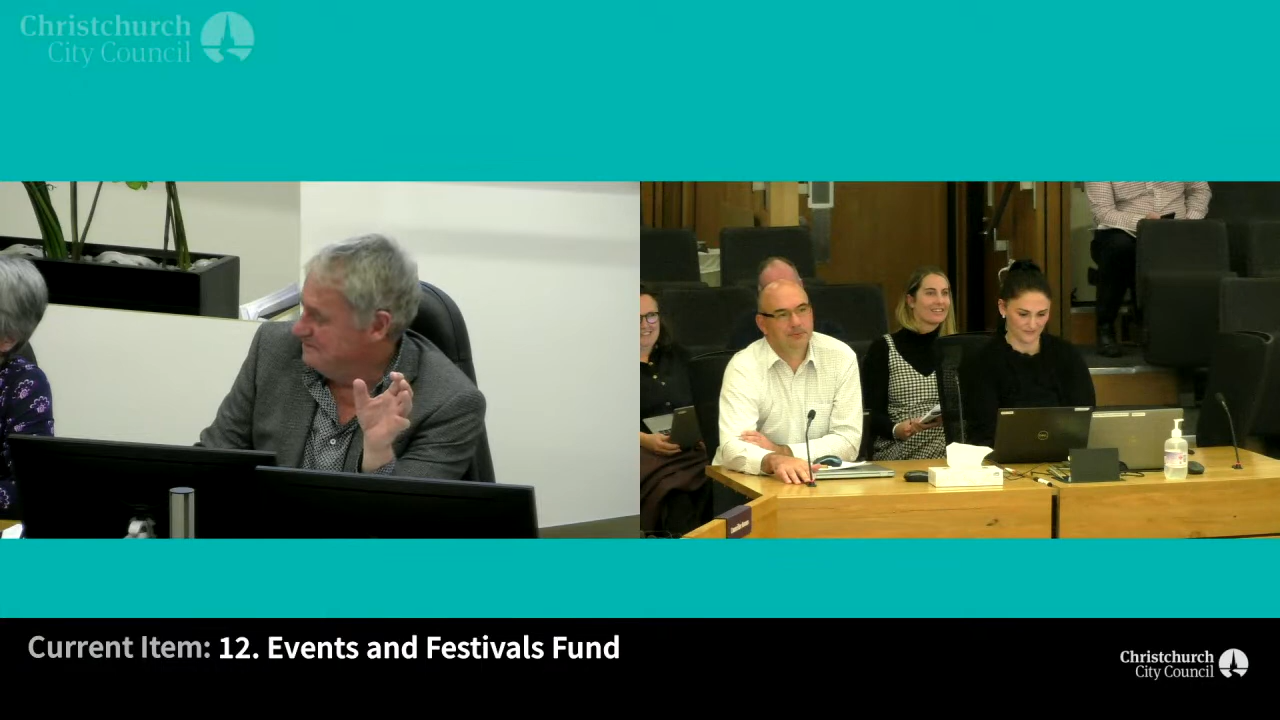 Christchurch
City Council
Current Item: 12. Events and Festivals Fund
Christchurch
City Council